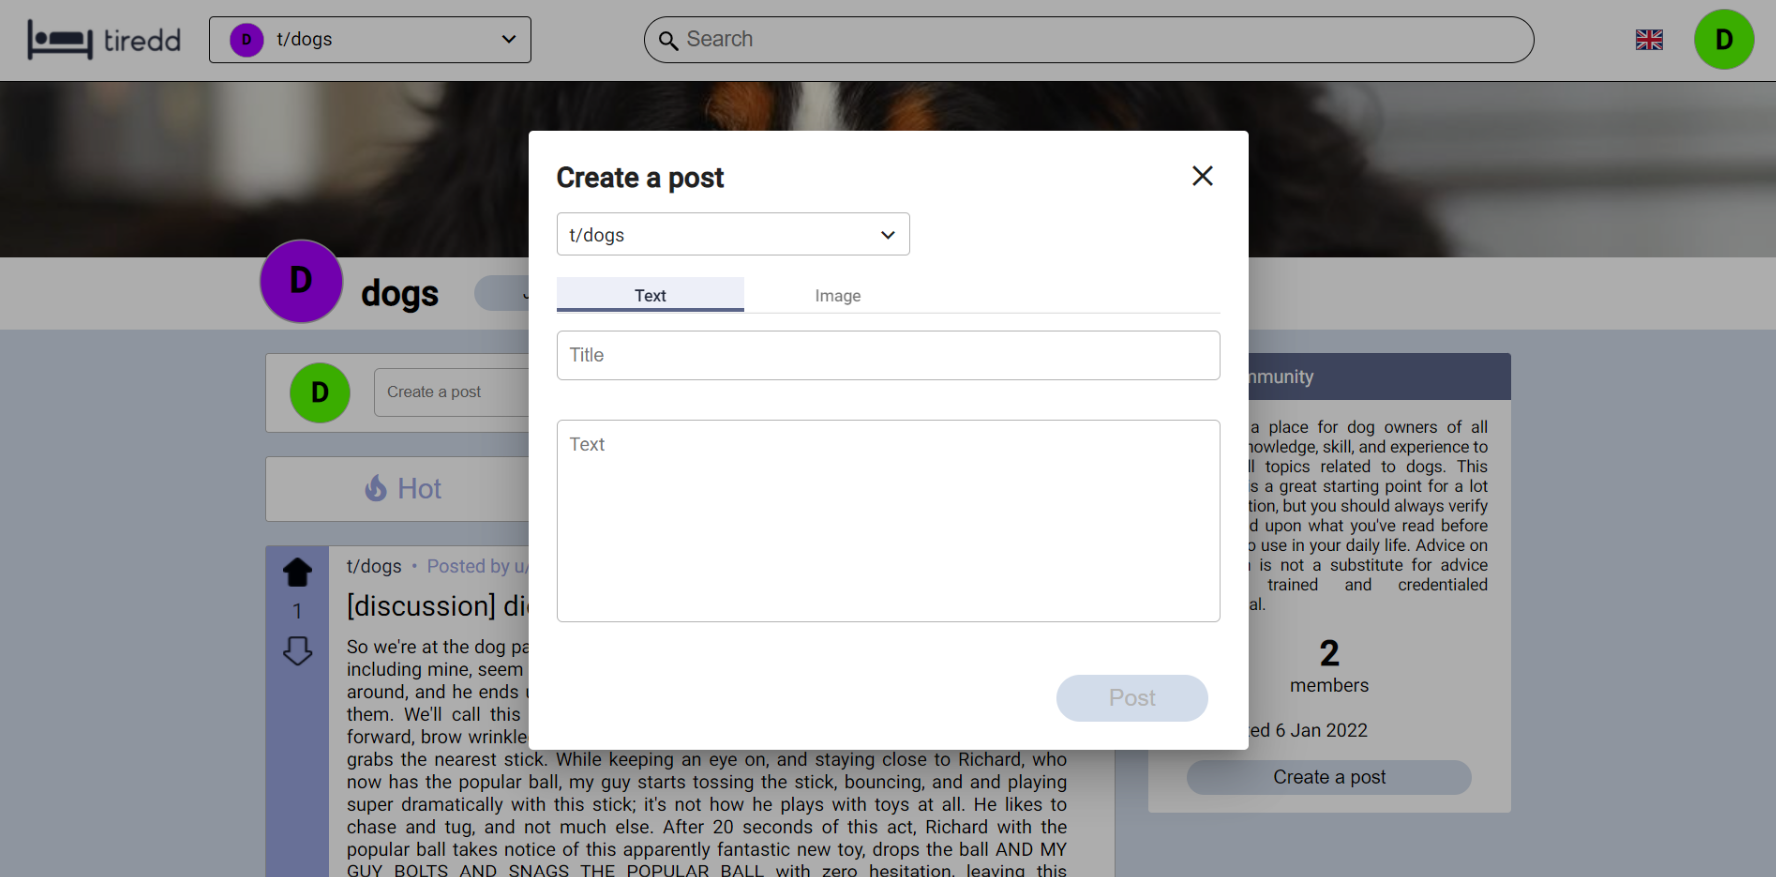 tiredd
D
t/dogs
Search
D
Create a post
t/dogs
Text
Image
Title
Text
Post
D
dogs
D
Create a post
Hot
t/dogs • Posted by u/
1
[discussion]
So we're at the dog
including mine, seem
around, and he ends
them. We'll call this
forward, brow
grabs the nearest stick. While keeping an eye on, and staying close to Richard, who
now has the popular ball, my guy starts tossing the stick, bouncing, and and playing
super dramatically with this stick; it's not how he plays with toys at all. He likes to
chase and tug, and not much else. After 20 seconds of this act, Richard with the
popular ball takes notice of this apparently fantastic new toy, drops the ball AND MY
GUY BOLTS AND SNAGS THE POPULAR BALL with zero hesitation, leaving this
a place for dog owners of all
skill, and experience to
topics related to dogs. This
a great starting point for a lot
but you should always verify
upon what you've read before
use in your daily life. Advice on
is not a substitute for advice
trained and credentialed
2
members
6 Jan 2022
Create a post